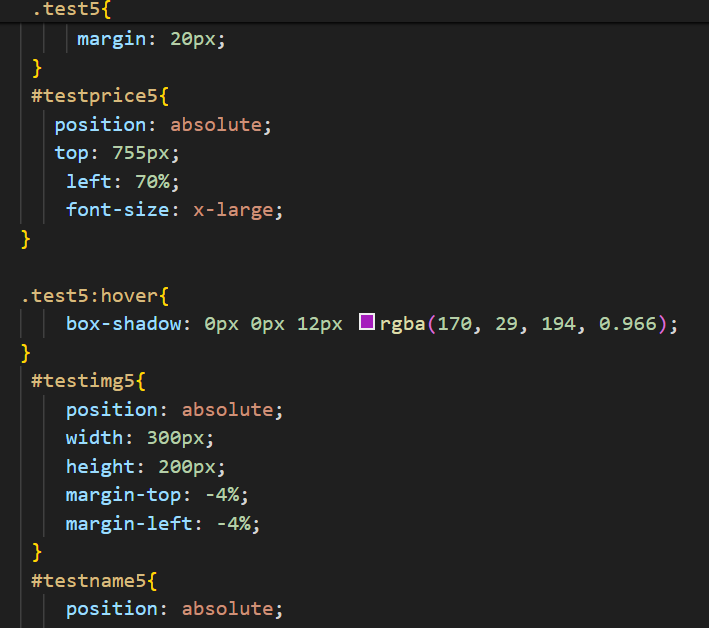 .test5{
margin: 20px;
}
#testprice5{
position: absolute;
top: 755px;
left: 70%;
font-size: x-large;
}
.test5:hover{
box-shadow: 0px 0px 12px rgba(170, 29, 194, 0.966);
}
#testimg5{
position: absolute;
width: 300px;
height: 200px;
margin-top: -4%;
margin-left: -4%;
}
#testname5{
position: absolute;